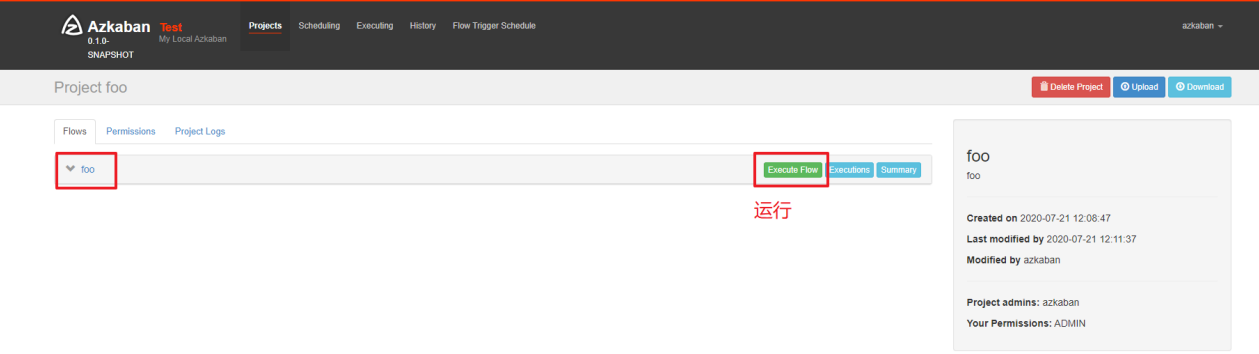 Azkaban Test Projects Scheduling Executing History Flow Trigger Schedule azkaban
0.1.0- My Local Azkaban
SNAPSHOT
Project foo Delete Project Upload Download
Flows Permissions Project Logs
foo Execute Flow Executions Summary
运行
foo
foo
Created on 2020-07-21 12:08:47
Last modified by 2020-07-21 12:11:37
Modified by azkaban
Project admins: azkaban
Your Permissions: ADMIN